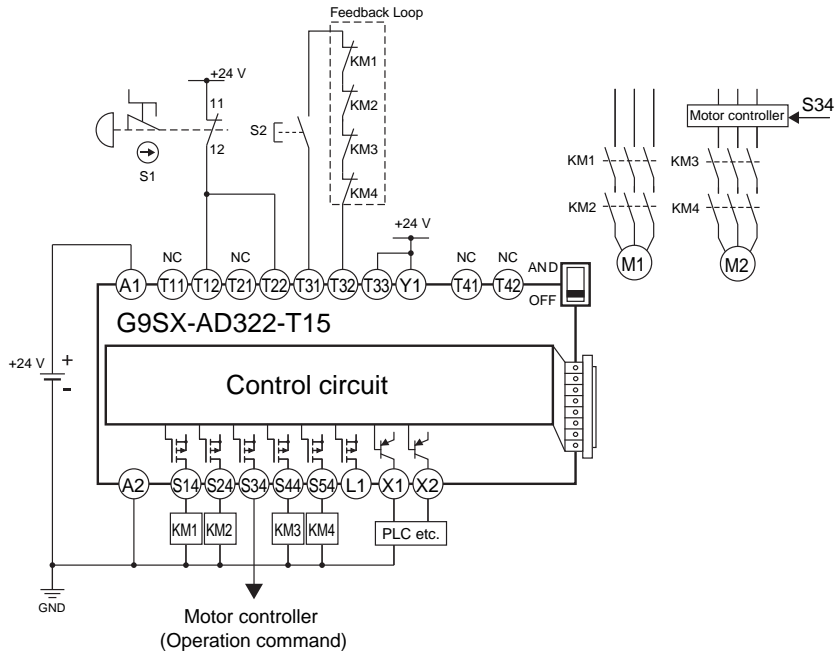 Feedback Loop
+24 V
11
12
S1
S2
KM1
KM2
KM3
KM4
+24 V
Motor controller
S34
KM1
KM3
KM2
KM4
M1
M2
NC
NC
NC
NC
AND
OFF
A1
T11
T12
T21
T22
T31
T32
T33
Y1
T41
T42
G9SX-AD322-T15
+24 V
+
-
Control circuit
A2
S14
S24
S34
S44
S54
L1
X1
X2
KM1
KM2
KM3
KM4
PLC etc.
GND
Motor controller
(Operation command)